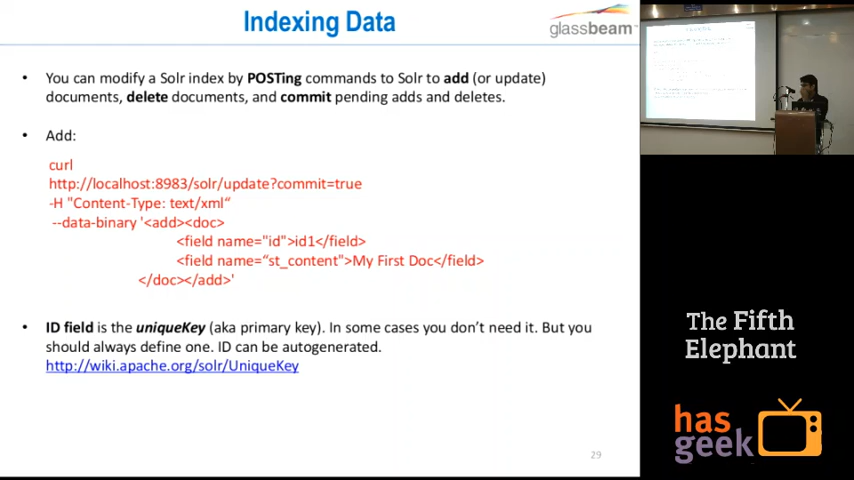 Indexing Data
glassbeam
• You can modify a Solr index by POSTing commands to Solr to add (or update)
documents, delete documents, and commit pending adds and deletes.
• Add:
curl
http://localhost:8983/solr/update?commit=true
-H "Content-Type: text/xml“
--data-binary '<add><doc>
<field name="id">id1</field>
<field name=“st_content">My First Doc</field>
</doc></add>'
• ID field is the uniqueKey (aka primary key). In some cases you don’t need it. But you
should always define one. ID can be autogenerated.
http://wiki.apache.org/solr/UniqueKey
29
The Fifth
Elephant
has
geek